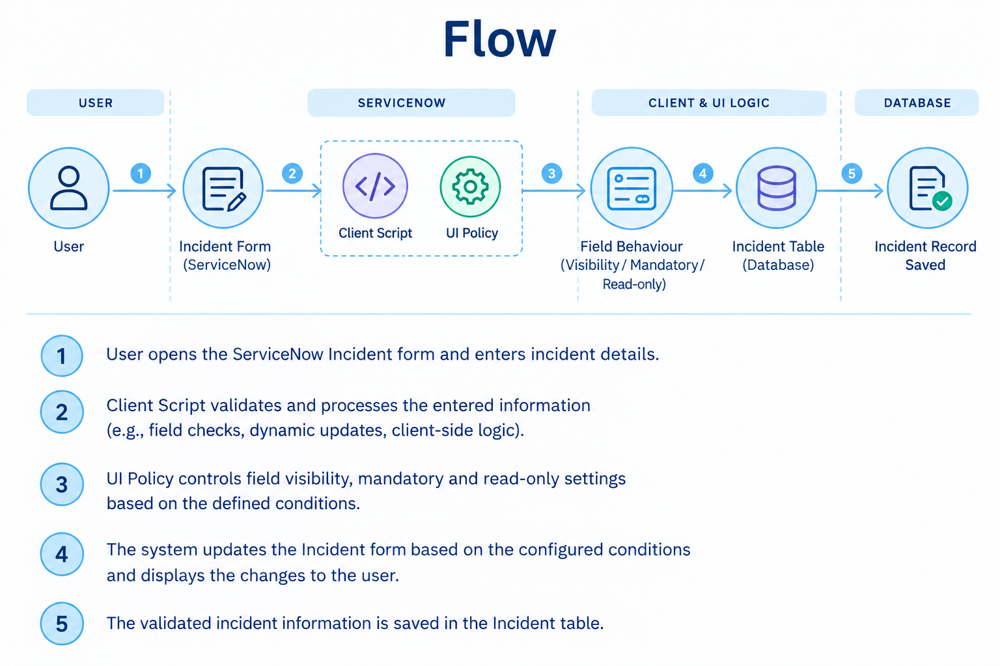 Flow
USER
SERVICENOW
CLIENT & UI LOGIC
DATABASE
1
2
3
4
5
Client Script
UI Policy
User
Incident Form
(ServiceNow)
Field Behaviour
(Visibility / Mandatory /
Read-only)
Incident Table
(Database)
Incident Record
Saved
1
User opens the ServiceNow Incident form and enters incident details.
2
Client Script validates and processes the entered information
(e.g., field checks, dynamic updates, client-side logic).
3
UI Policy controls field visibility, mandatory and read-only settings
based on the defined conditions.
4
The system updates the Incident form based on the configured conditions
and displays the changes to the user.
5
The validated incident information is saved in the Incident table.